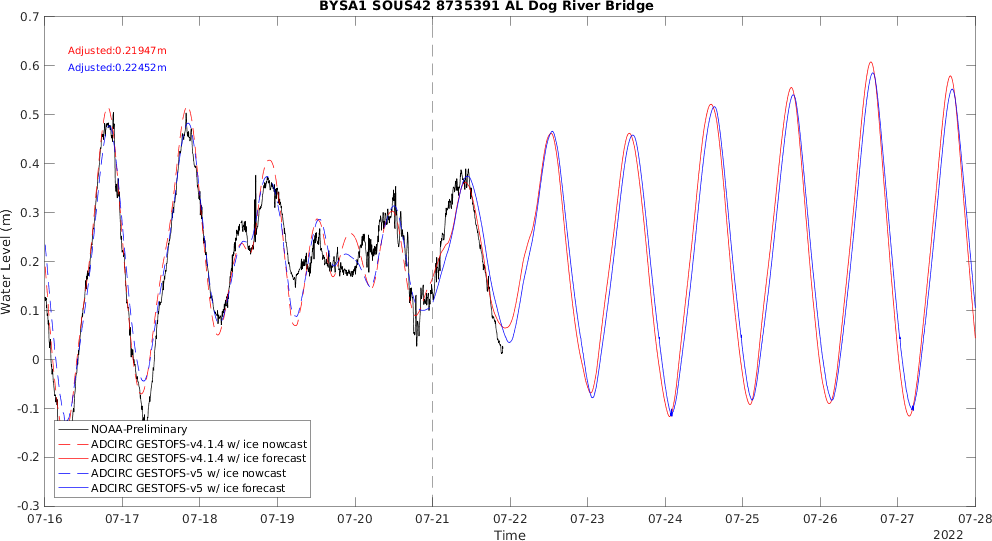 BYSA1 SOUS42 8735391 AL Dog River Bridge
Adjusted:0.21947m
Adjusted:0.22452m
Water Level (m)
0.7
0.6
0.5
0.4
0.3
0.2
0.1
0
-0.1
-0.2
-0.3
NOAA-Preliminary
ADCIRC GESTOFS-v4.1.4 w/ ice nowcast
ADCIRC GESTOFS-v4.1.4 w/ ice forecast
ADCIRC GESTOFS-v5 w/ ice nowcast
ADCIRC GESTOFS-v5 w/ ice forecast
07-16 07-17 07-18 07-19 07-20 07-21 07-22 07-23 07-24 07-25 07-26 07-27 07-28
Time
2022